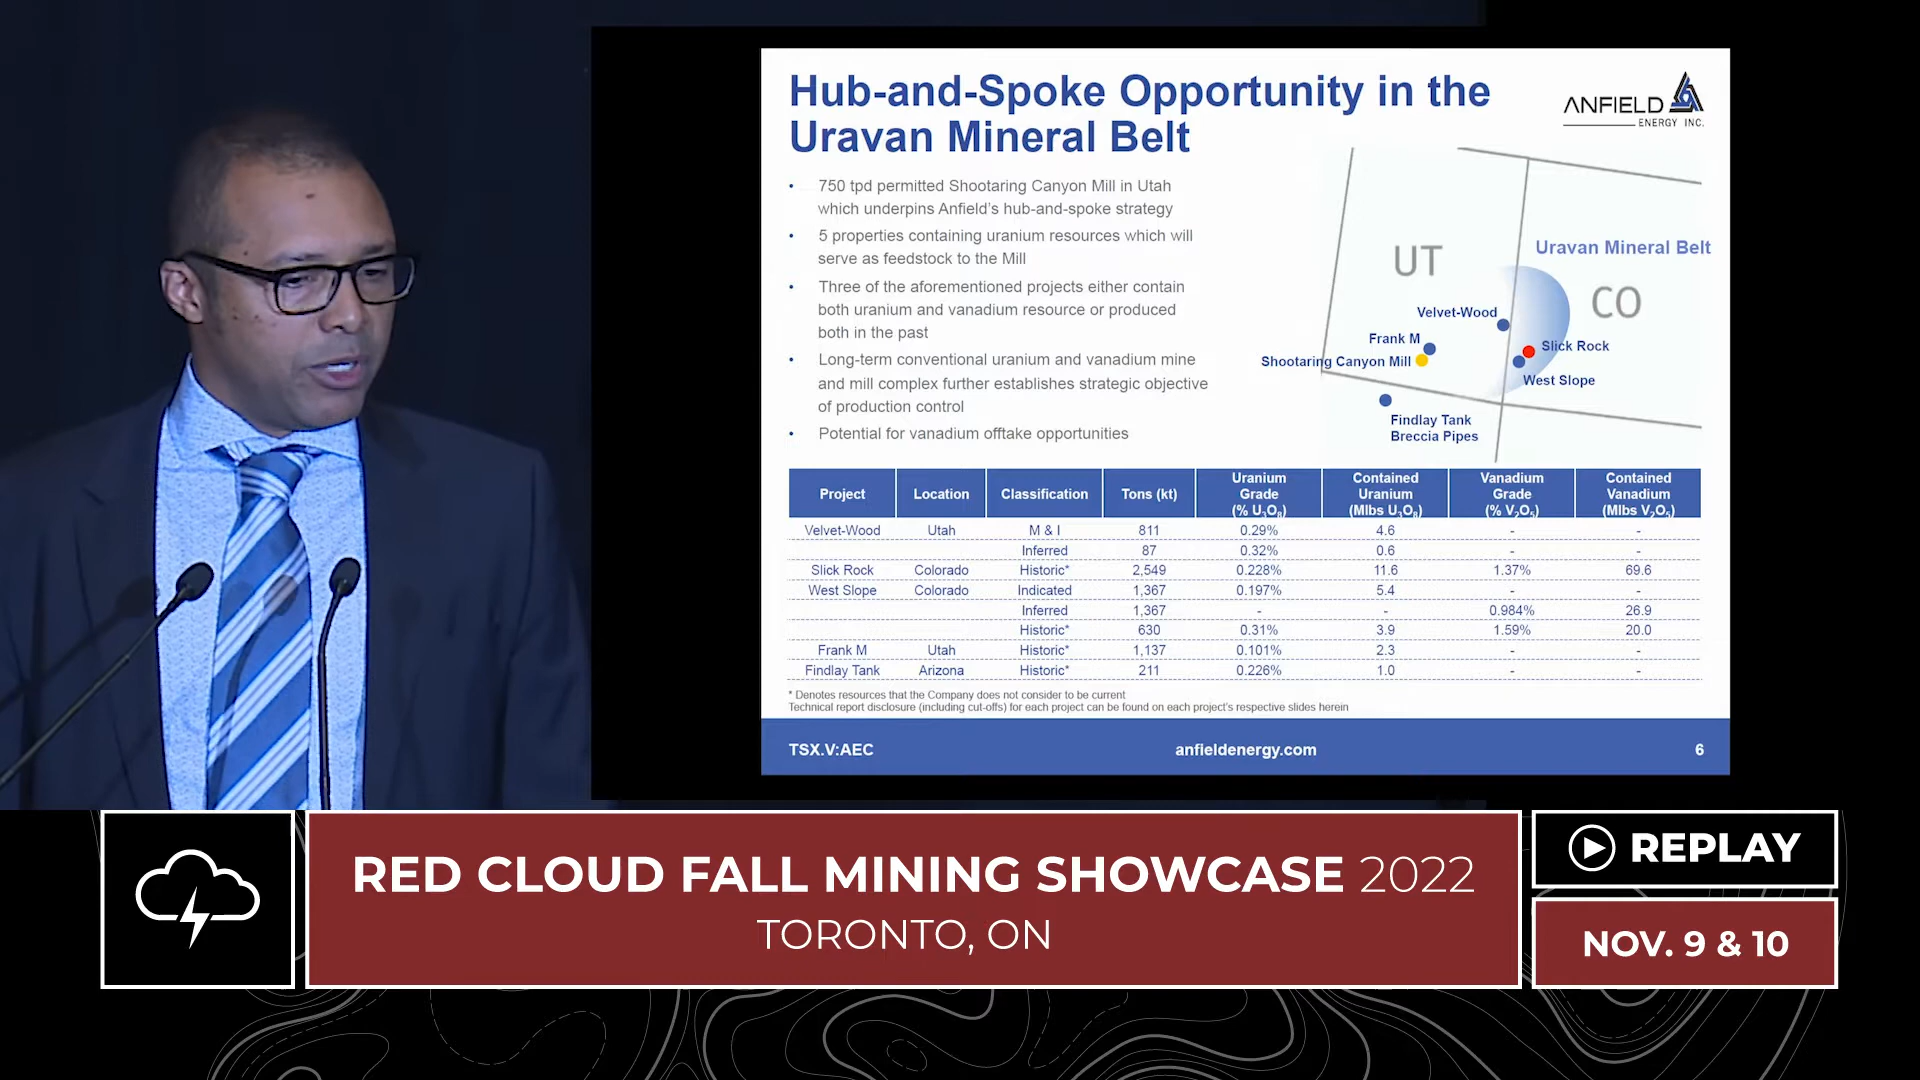 Hub-and-Spoke Opportunity in the
Uravan Mineral Belt
ANFIELD
ENERGY INC.
• 750 tpd permitted Shootaring Canyon Mill in Utah
which underpins Anfield's hub-and-spoke strategy
• 5 properties containing uranium resources which will
serve as feedstock to the Mill
• Three of the aforementioned projects either contain
both uranium and vanadium resource or produced
both in the past
• Long-term conventional uranium and vanadium mine
and mill complex further establishes strategic objective
of production control
• Potential for vanadium offtake opportunities
UT
Uravan Mineral Belt
CO
Velvet-Wood
Frank M
Slick Rock
Shootaring Canyon Mill
West Slope
Findlay Tank
Breccia Pipes
Project Location Classification Tons (kt) Uranium Grade (% U3O8) Contained Uranium (Mlbs U3O8) Vanadium Grade (% V2O5) Contained Vanadium (Mlbs V2O5)
Velvet-Wood Utah M & I 811 0.29% 4.6 - -
Inferred 87 0.32% 0.6 - -
Slick Rock Colorado Historic* 2,549 0.228% 11.6 1.37% 69.6
West Slope Colorado Indicated 1,367 0.197% 5.4 - -
Inferred 1,367 - - 0.984% 26.9
Historic* 630 0.31% 3.9 1.59% 20.0
Frank M Utah Historic* 1,137 0.101% 2.3 - -
Findlay Tank Arizona Historic* 211 0.226% 1.0 - -
* Denotes resources that the Company does not consider to be current
Technical report disclosure (including cut-offs) for each project can be found on each project's respective slides herein
TSX.V:AEC anfieldenergy.com 6
RED CLOUD FALL MINING SHOWCASE 2022
TORONTO, ON
REPLAY
NOV. 9 & 10